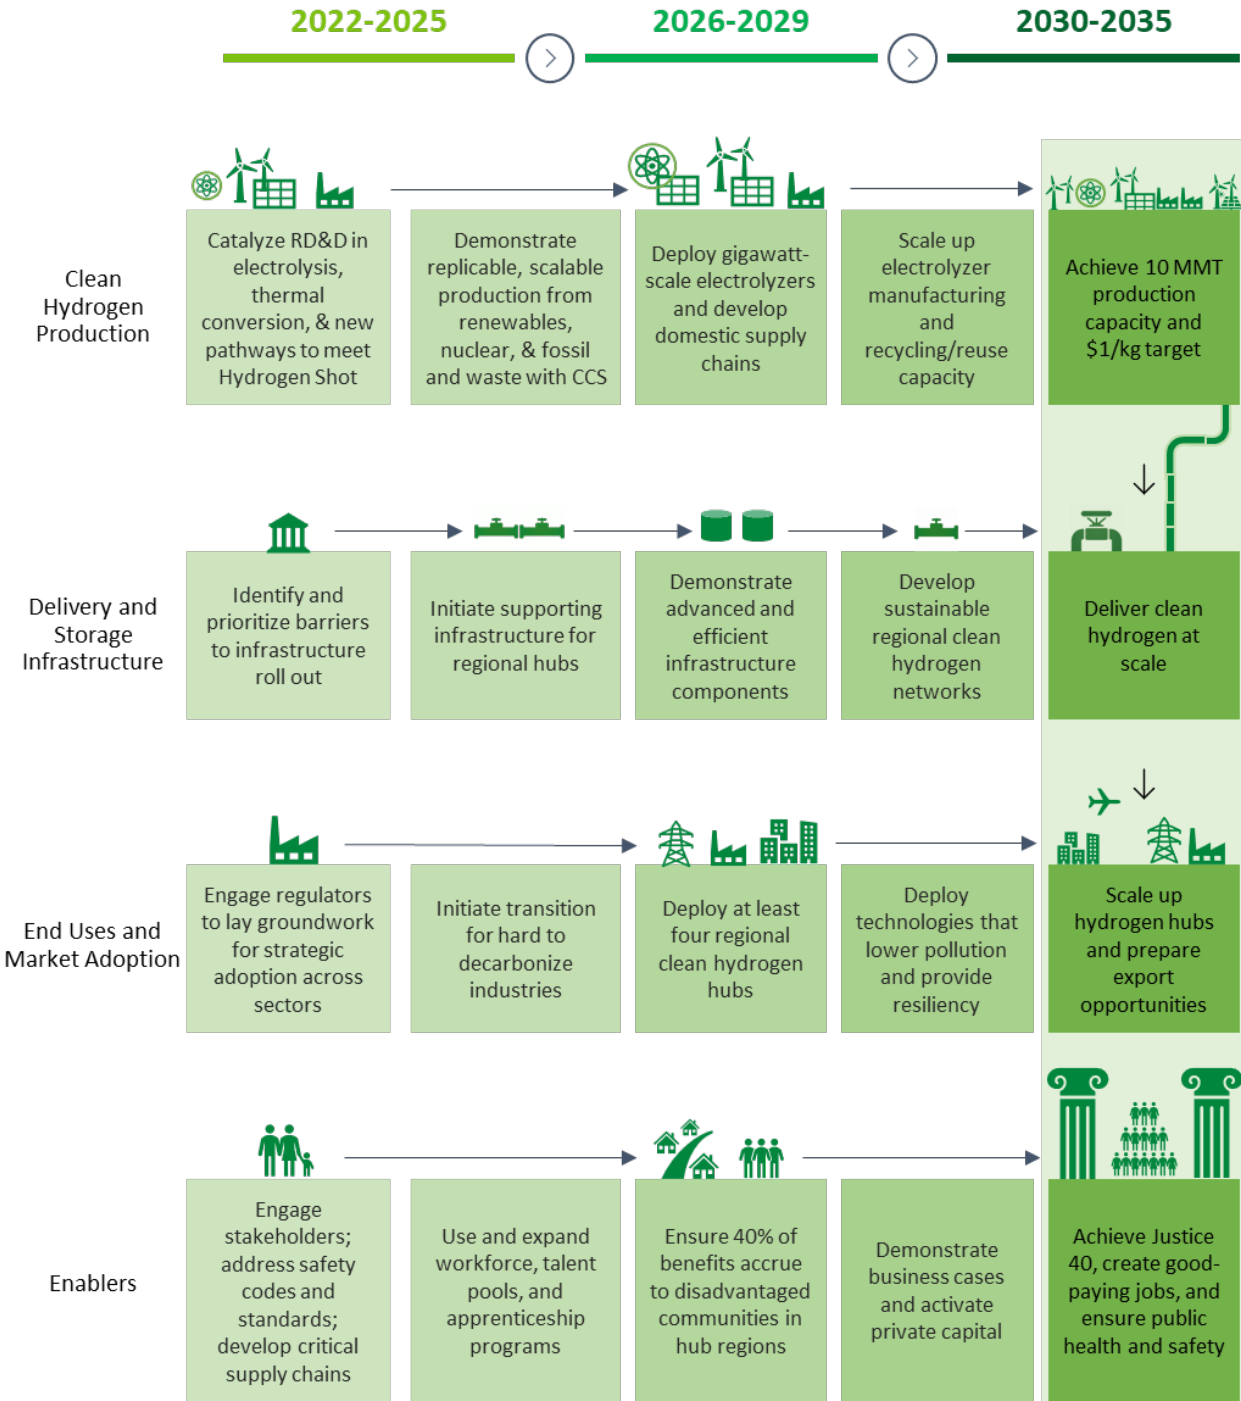 2022-2025
2026-2029
2030-2035
Clean
Hydrogen
Production
Catalyze RD&D in
electrolysis,
thermal
conversion, & new
pathways to meet
Hydrogen Shot
Demonstrate
replicable, scalable
production from
renewables,
nuclear, & fossil
and waste with CCS
Deploy gigawatt-
scale electrolyzers
and develop
domestic supply
chains
Scale up
electrolyzer
manufacturing
and
recycling/reuse
capacity
Achieve 10 MMT
production
capacity and
$1/kg target
Delivery and
Storage
Infrastructure
Identify and
prioritize barriers
to infrastructure
roll out
Initiate supporting
infrastructure for
regional hubs
Demonstrate
advanced and
efficient
infrastructure
components
Develop
sustainable
regional clean
hydrogen
networks
Deliver clean
hydrogen at
scale
End Uses and
Market Adoption
Engage regulators
to lay groundwork
for strategic
adoption across
sectors
Initiate transition
for hard to
decarbonize
industries
Deploy at least
four regional
clean hydrogen
hubs
Deploy
technologies that
lower pollution
and provide
resiliency
Scale up
hydrogen hubs
and prepare
export
opportunities
Enablers
Engage
stakeholders;
address safety
codes and
standards;
develop critical
supply chains
Use and expand
workforce, talent
pools, and
apprenticeship
programs
Ensure 40% of
benefits accrue
to disadvantaged
communities in
hub regions
Demonstrate
business cases
and activate
private capital
Achieve Justice
40, create good-
paying jobs, and
ensure public
health and safety